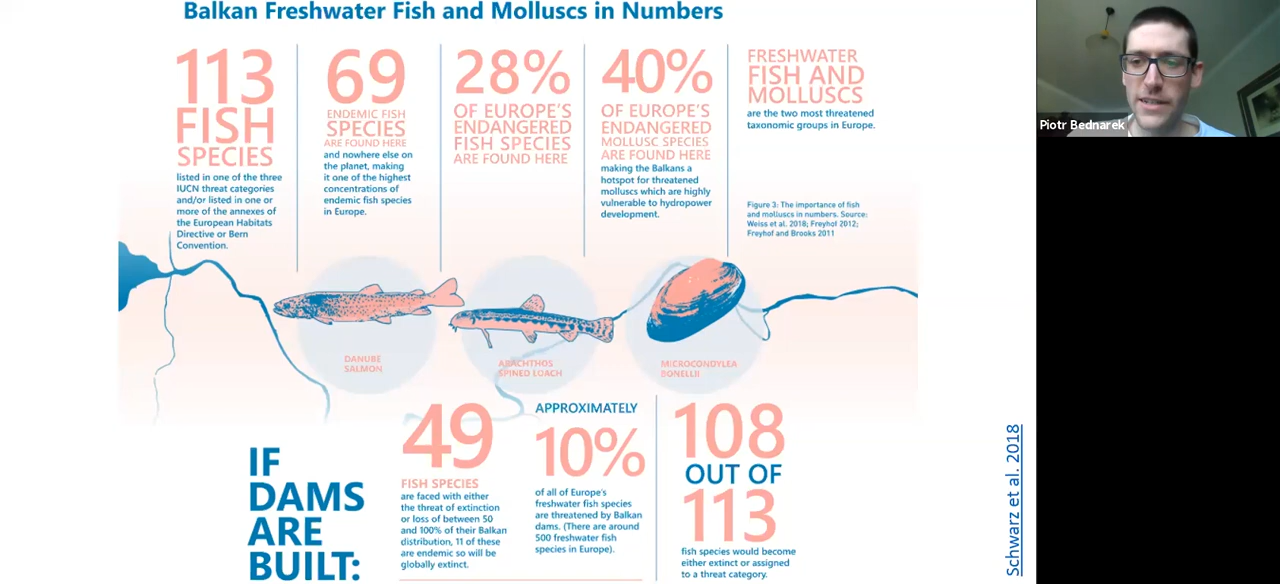 Balkan Freshwater Fish and Molluscs in Numbers
113
FISH
SPECIES
listed in one of the three
IUCN threat categories
and/or listed in one or
more of the annexes of
the European Habitats
Directive or Bern
Convention.
69
ENDEMIC FISH
SPECIES
ARE FOUND HERE
and nowhere else on
the planet, making
it one of the highest
concentrations of
endemic fish species
in Europe.
28%
OF EUROPE'S
ENDANGERED
FISH SPECIES
ARE FOUND HERE
40%
OF EUROPE'S
ENDANGERED
MOLLUSC SPECIES
ARE FOUND HERE
making the Balkans a
hotspot for threatened
molluscs which are highly
vulnerable to hydropower
development.
FRESHWATER
FISH AND
MOLLUSCS
are the two most threatened
taxonomic groups in Europe.
Figure 3: The importance of fish
and molluscs in numbers. Source:
Weiss et al. 2018; Freyhof 2012;
Freyhof and Brooks 2011
Piotr Bednarek
DANUBE
SALMON
ARACHTHOS
SPINED LOACH
MICROCONDYLEA
BONELLII
IF
DAMS
ARE
BUILT:
49
FISH SPECIES
are faced with either
the threat of extinction
or loss of between 50
and 100% of their Balkan
distribution, 11 of these
are endemic so will be
globally extinct.
APPROXIMATELY
10%
of all of Europe's
freshwater fish species
are threatened by Balkan
dams. (There are around
500 freshwater fish
species in Europe).
108
OUT OF
113
fish species would become
either extinct or assigned
to a threat category.
Schwarz et al. 2018